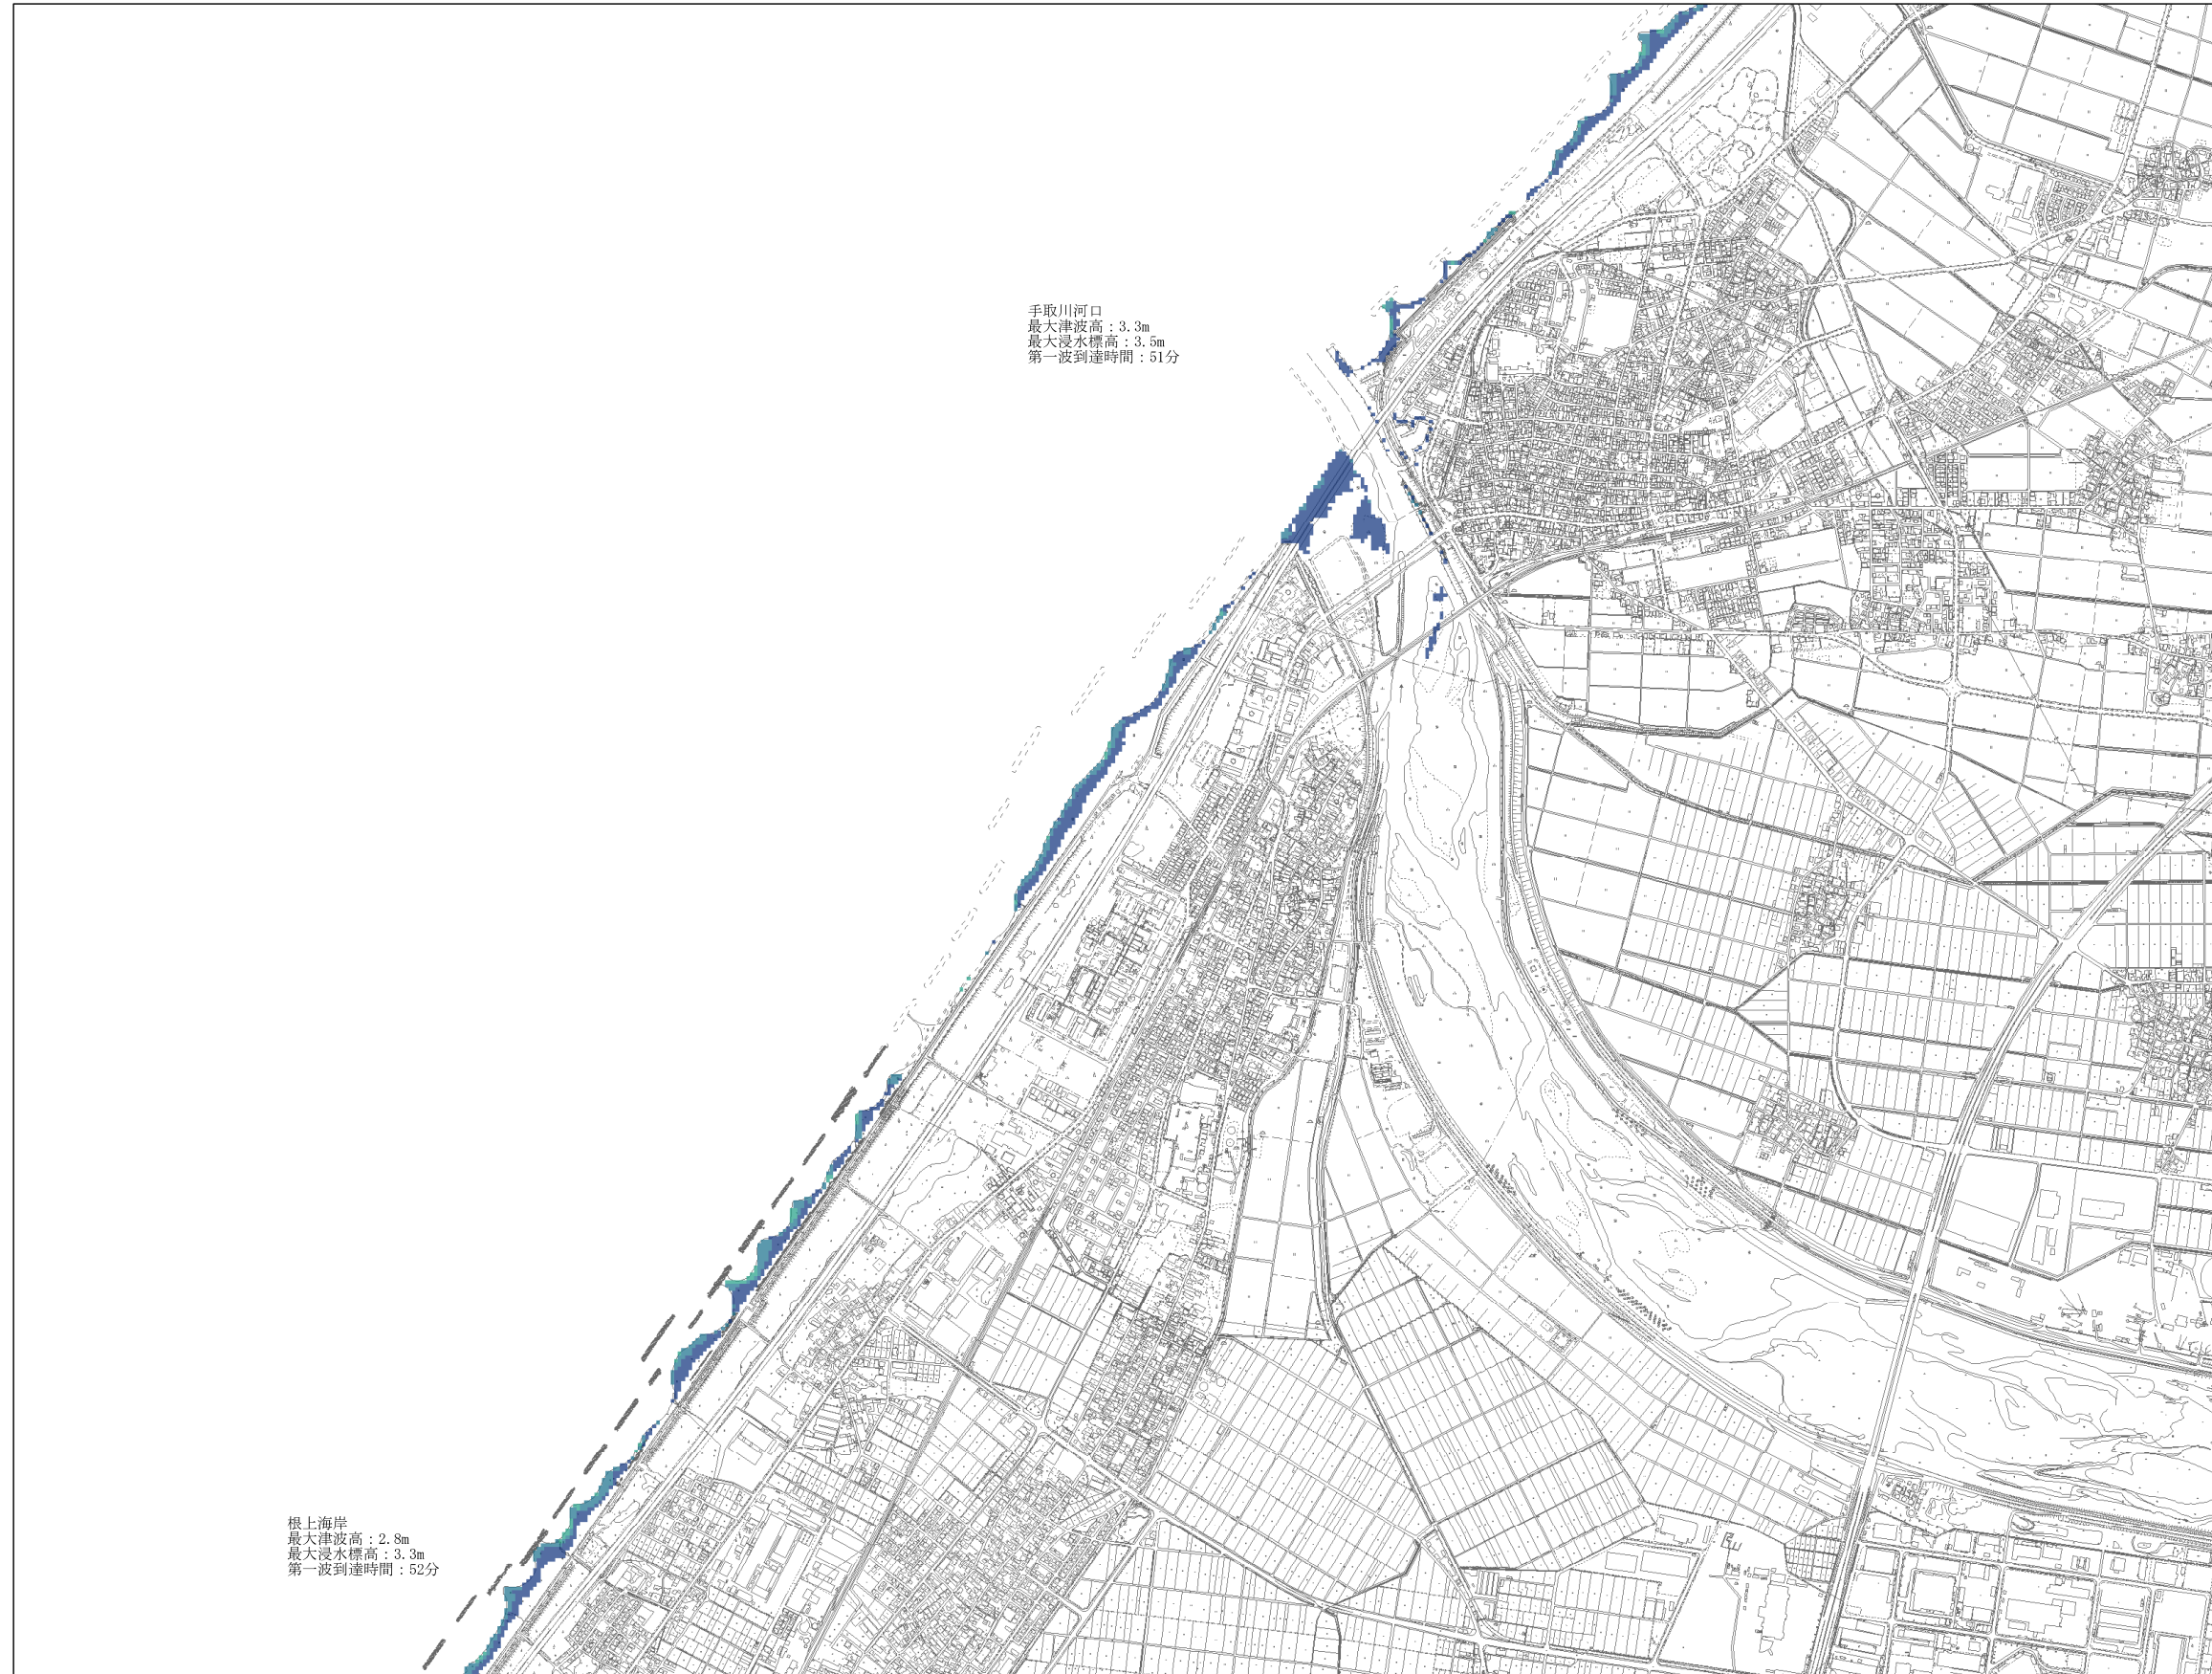 手取川河口
最大津波高：3.3m
最大浸水標高：3.5m
第一波到達時間：51分
根上海岸
最大津波高：2.8m
最大浸水標高：3.3m
第一波到達時間：52分